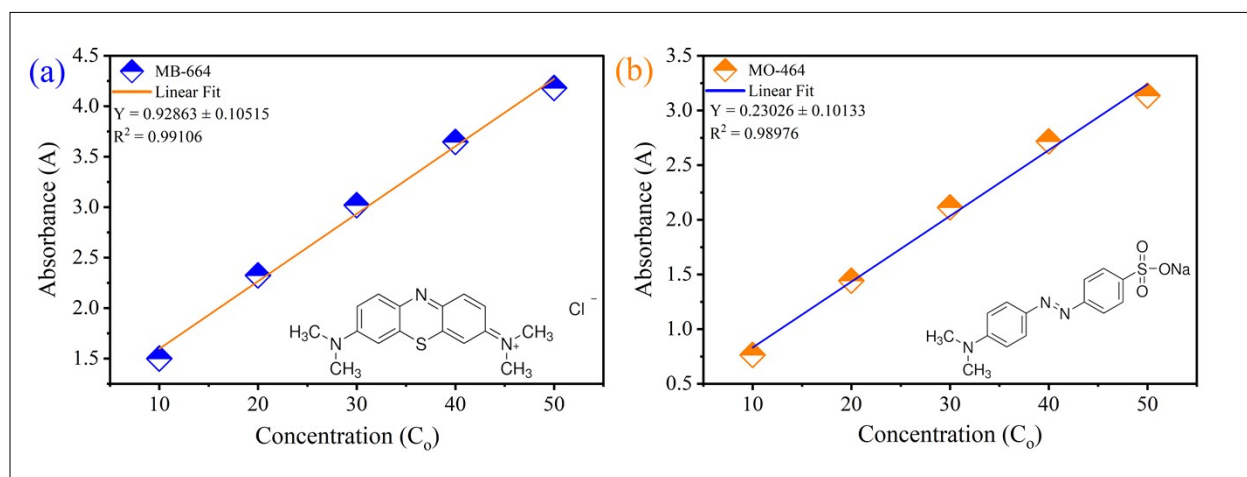 (a)
MB-664
Linear Fit
Y = 0.92863 ± 0.10515
R² = 0.99106
Absorbance (A)
4.5
4.0
3.5
3.0
2.5
2.0
1.5
10 20 30 40 50
Concentration (Cₒ)
N
S
H₃C N
CH₃
N⁺ CH₃
CH₃
Cl⁻
(b)
MO-464
Linear Fit
Y = 0.23026 ± 0.10133
R² = 0.98976
Absorbance (A)
3.5
3.0
2.5
2.0
1.5
1.0
0.5
10 20 30 40 50
Concentration (Cₒ)
O
S ONa
O
N
N
H₃C N
CH₃